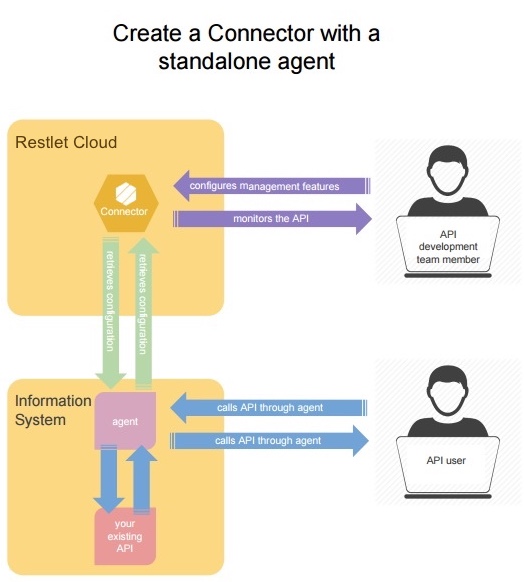 Create a Connector with a
standalone agent
Restlet Cloud
Connector
configures management features
monitors the API
API
development
team member
retrieves configuration
retrieves configuration
Information
System
agent
calls API through agent
calls API through agent
API user
your
existing
API